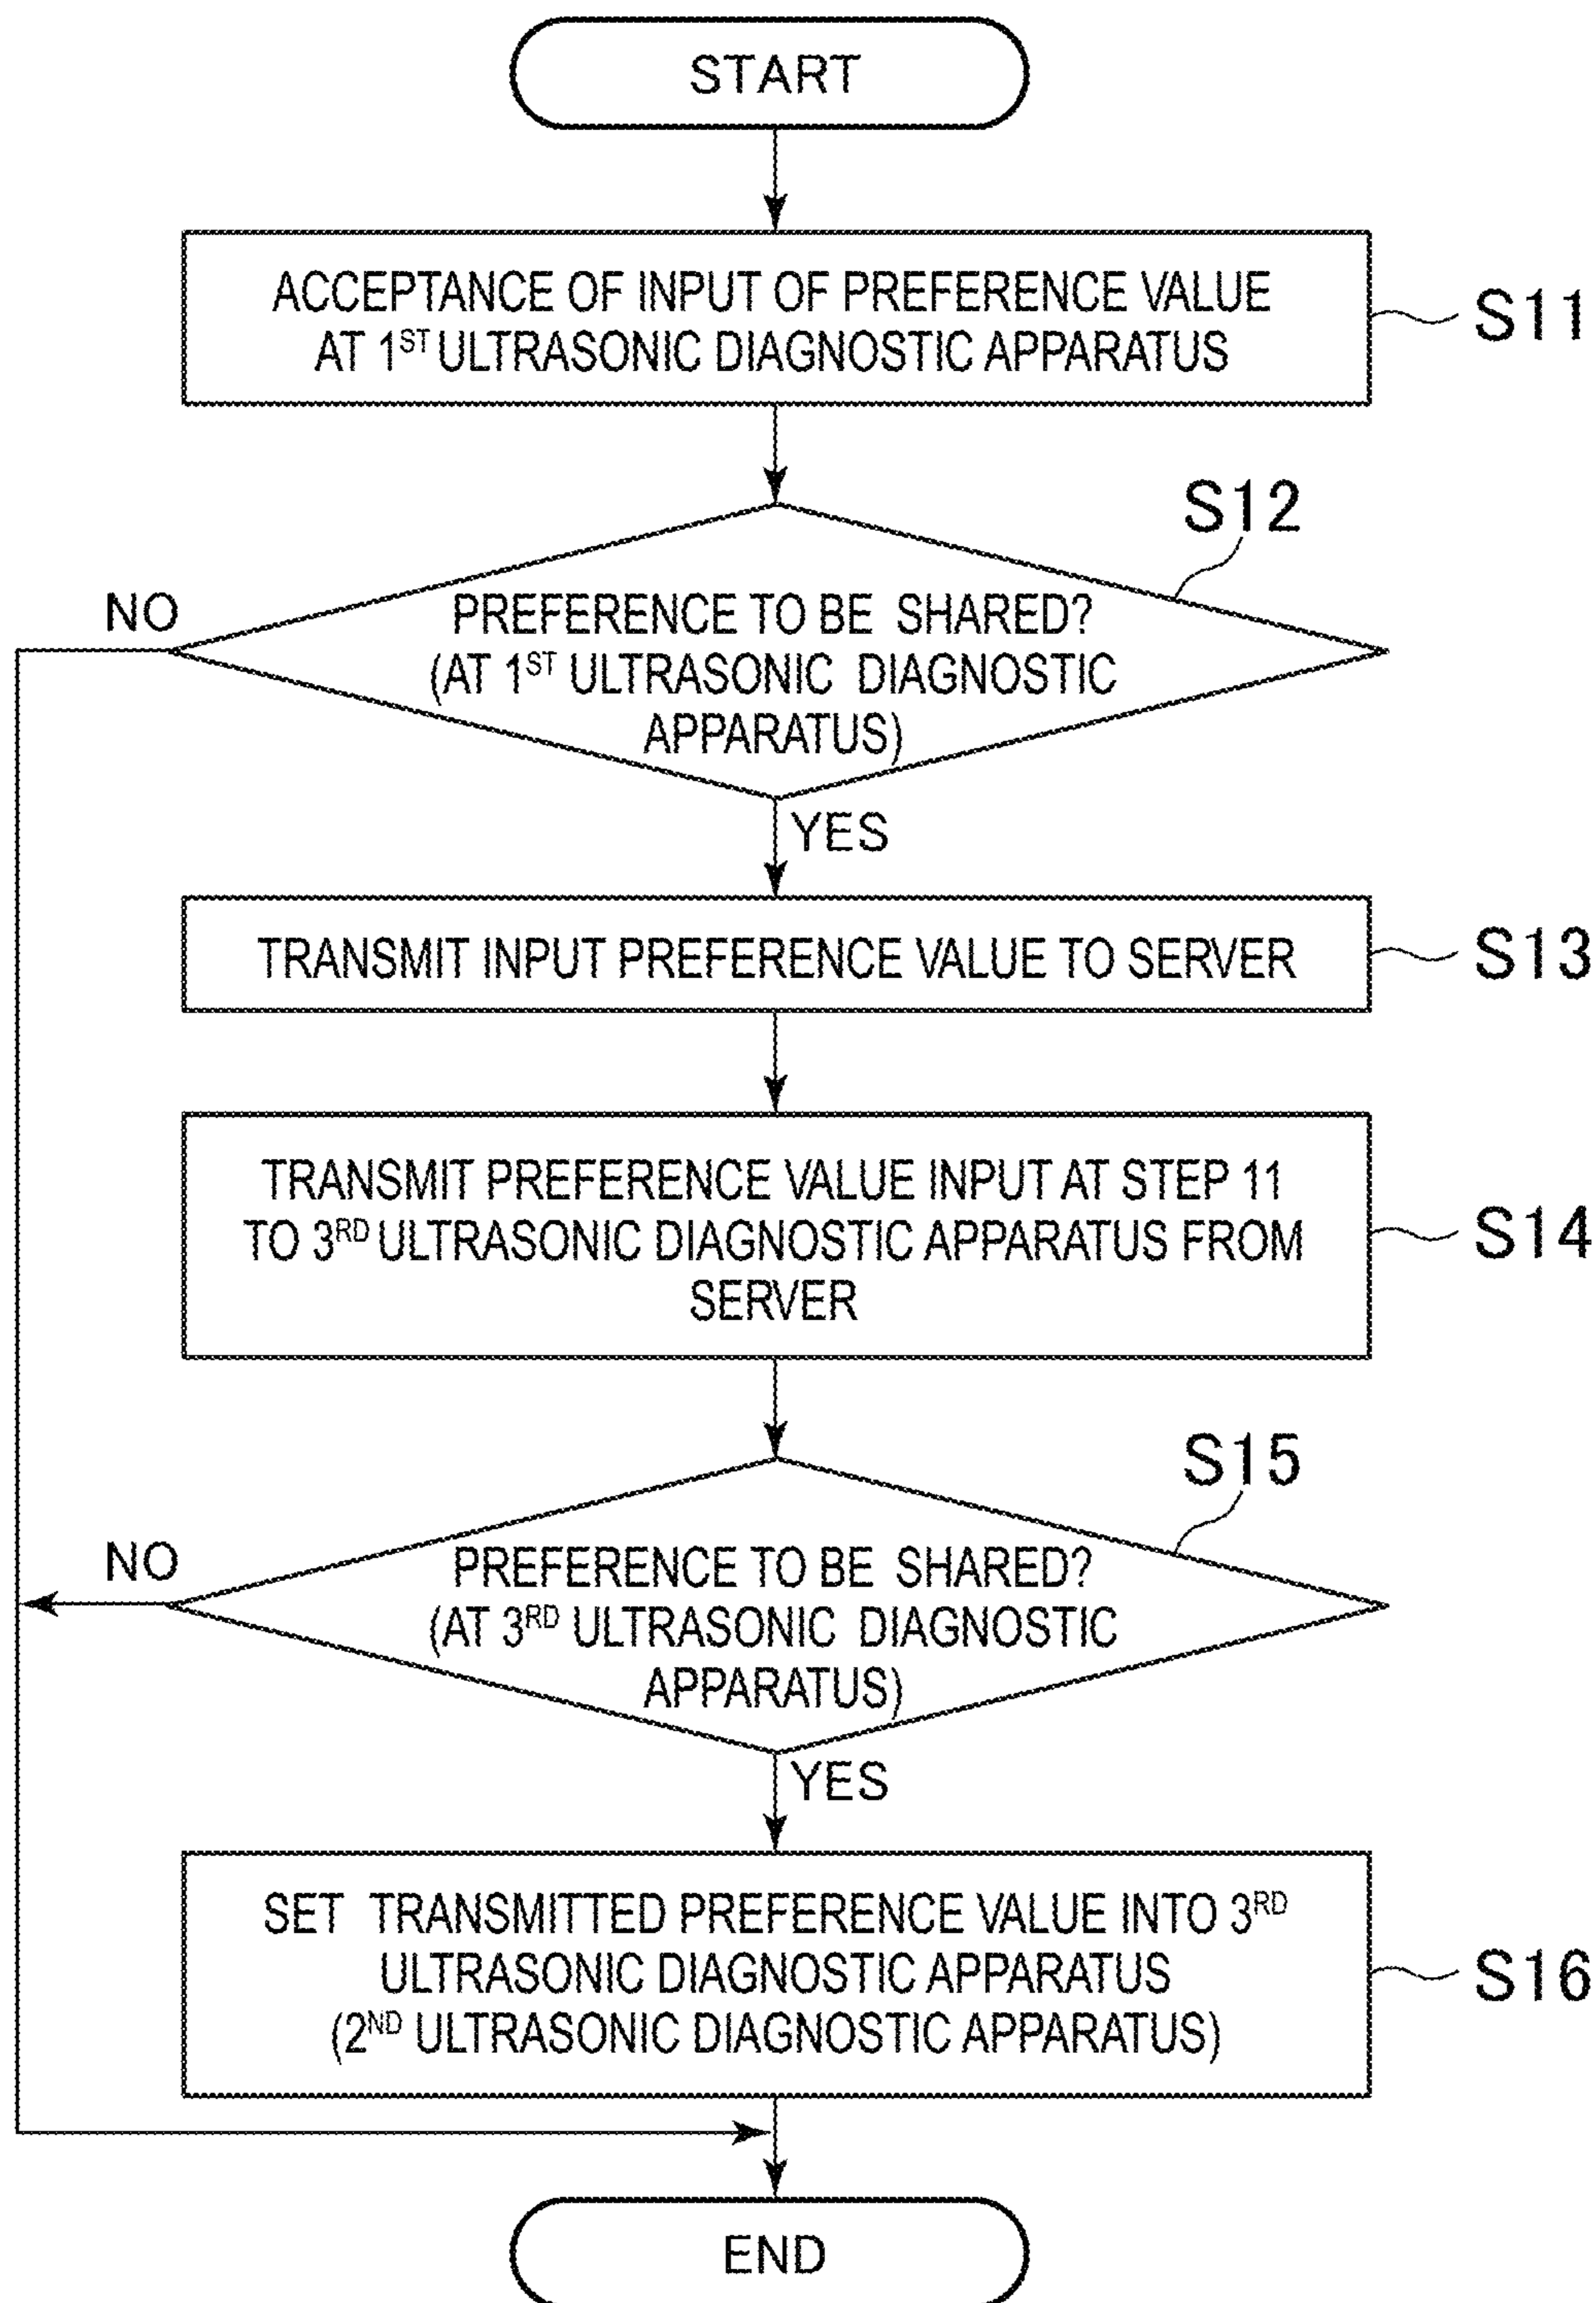 START
ACCEPTANCE OF INPUT OF PREFERENCE VALUE
AT 1ST ULTRASONIC DIAGNOSTIC APPARATUS
S11
S12
NO
PREFERENCE TO BE SHARED?
(AT 1ST ULTRASONIC DIAGNOSTIC
APPARATUS)
YES
TRANSMIT INPUT PREFERENCE VALUE TO SERVER
S13
TRANSMIT PREFERENCE VALUE INPUT AT STEP 11
TO 3RD ULTRASONIC DIAGNOSTIC APPARATUS FROM
SERVER
S14
S15
NO
PREFERENCE TO BE SHARED?
(AT 3RD ULTRASONIC DIAGNOSTIC
APPARATUS)
YES
SET TRANSMITTED PREFERENCE VALUE INTO 3RD
ULTRASONIC DIAGNOSTIC APPARATUS
(2ND ULTRASONIC DIAGNOSTIC APPARATUS)
S16
END